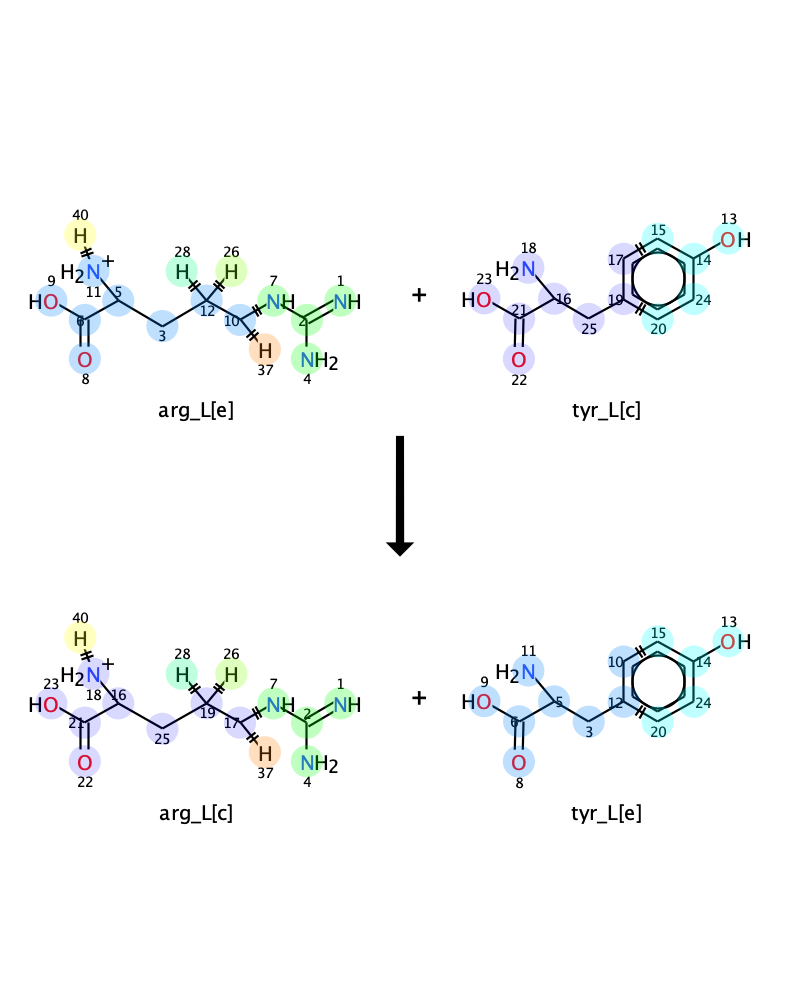 40
H
28
26
13
9
H2N+
H
H
7
1
18
15
OH
HO
11
5
12
10
NH
2
NH
+
23
H2N
17
14
6
3
H
HO
21
16
19
24
O
37
NH2
O
25
20
8
4
22
arg_L[e]
tyr_L[c]
40
H
28
26
13
23
H2N+
H
H
7
1
11
15
OH
HO
18
16
19
17
NH
2
NH
+
9
H2N
10
14
21
25
H
HO
6
5
12
24
O
37
NH2
O
3
20
22
4
8
arg_L[c]
tyr_L[e]